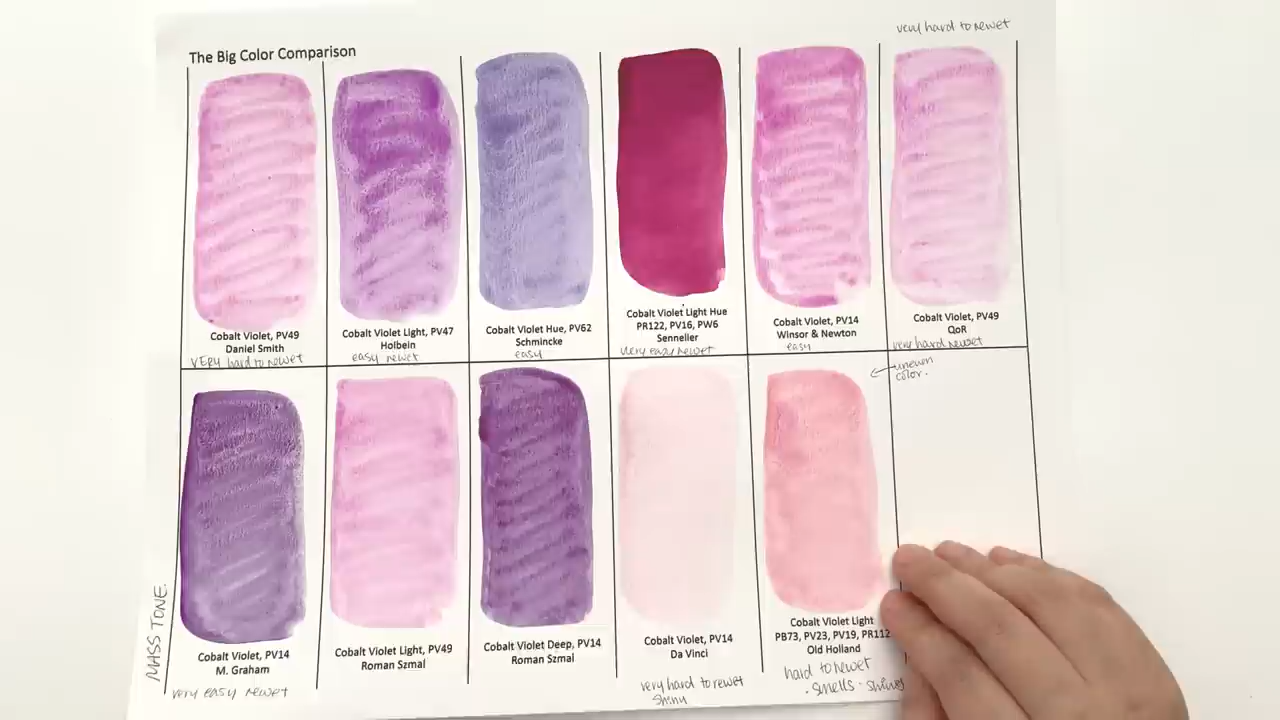 very hard to rewet
The Big Color Comparison
Cobalt Violet, PV49
Daniel Smith
VERy hard to rewet
Cobalt Violet Light, PV47
Holbein
easy rewet
Cobalt Violet Hue, PV62
Schmincke
easy
Cobalt Violet Light Hue
PR122, PV16, PW6
Sennelier
very easy rewet
Cobalt Violet, PV14
Winsor & Newton
easy
Cobalt Violet, PV49
QoR
very hard rewet
uneven
color.
MASSTONE.
Cobalt Violet, PV14
M. Graham
very easy rewet
Cobalt Violet Light, PV49
Roman Szmal
Cobalt Violet Deep, PV14
Roman Szmal
Cobalt Violet, PV14
Da Vinci
very hard to rewet
shiny
Cobalt Violet Light
PB73, PV23, PV19, PR112
Old Holland
hard to rewet
. smells . shiny